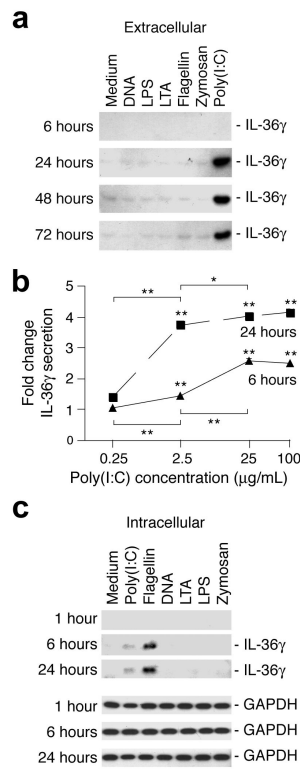 a
Extracellular
Medium
DNA
LPS
LTA
Flagellin
Zymosan
Poly(I:C)
6 hours - IL-36γ
24 hours - IL-36γ
48 hours - IL-36γ
72 hours - IL-36γ
b
Fold change
IL-36γ secretion
5
4
3
2
1
0
** *
** ** **
24 hours
** ** **
6 hours
** **
0.25 2.5 25 100
Poly(I:C) concentration (μg/mL)
c
Intracellular
Medium
Poly(I:C)
Flagellin
DNA
LTA
LPS
Zymosan
1 hour
6 hours - IL-36γ
24 hours - IL-36γ
1 hour - GAPDH
6 hours - GAPDH
24 hours - GAPDH